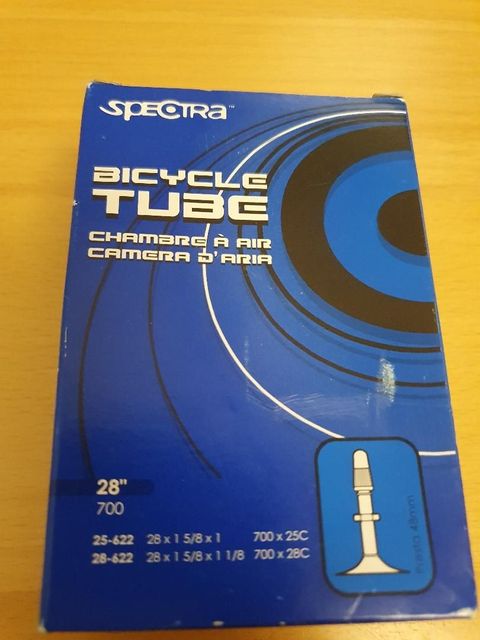 SPECTRa™
BICYCLE
TUBE
CHAMBRE À AIR
CAMERA D'ARIA
28"
700
25-622 28 x 1 5/8 x 1 700 x 25C
28-622 28 x 1 5/8 x 1 1/8 700 x 28C
Presta 48mm